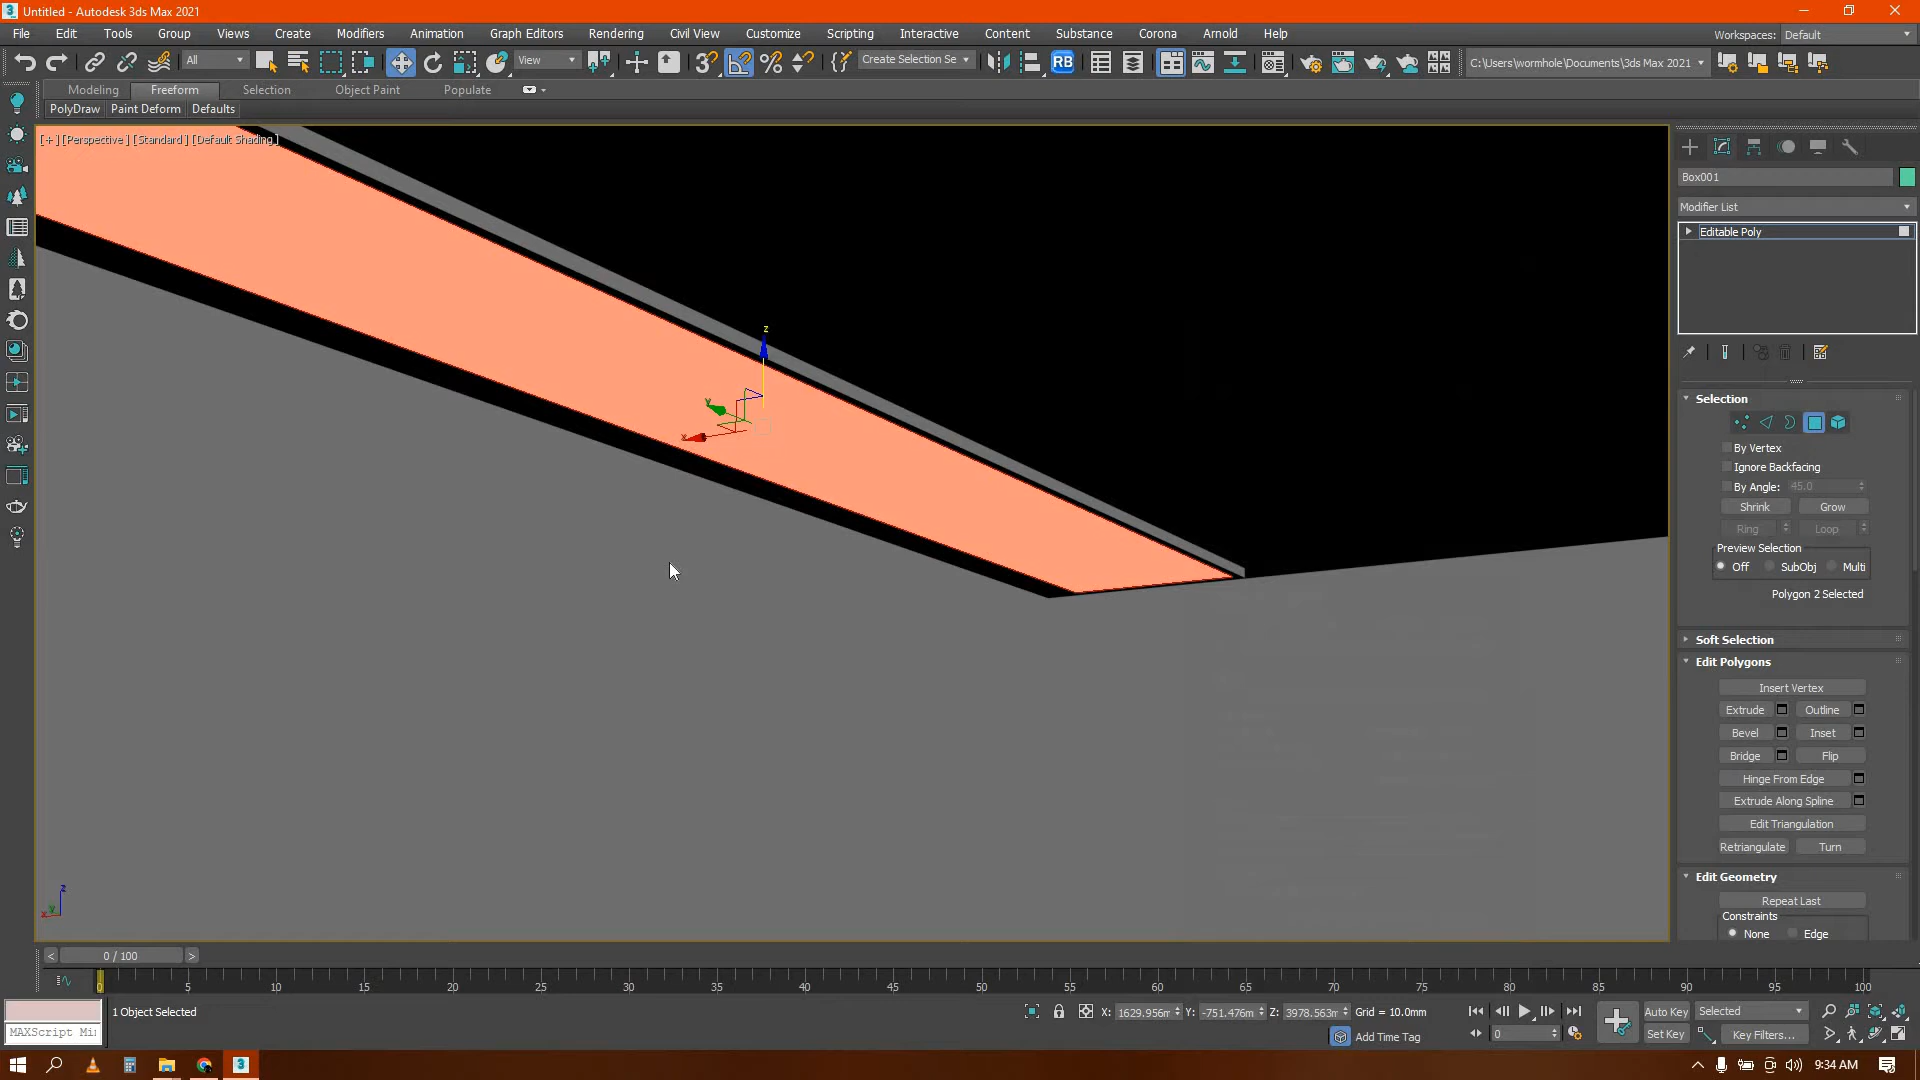 Untitled - Autodesk 3ds Max 2021
File Edit Tools Group Views Create Modifiers Animation Graph Editors Rendering Civil View Customize Scripting Interactive Content Substance Corona Arnold Help Workspaces: Default
All View Create Selection Se RB C:\Users\wormhole\Documents\3ds Max 2021
Modeling Freeform Selection Object Paint Populate
PolyDraw Paint Deform Defaults
[+] [Perspective] [Standard] [Default Shading]
Box001
Modifier List
Editable Poly
Selection
By Vertex
Ignore Backfacing
By Angle: 45.0
Shrink Grow
Ring Loop
Preview Selection
Off SubObj Multi
Polygon 2 Selected
Soft Selection
Edit Polygons
Insert Vertex
Extrude Outline
Bevel Inset
Bridge Flip
Hinge From Edge
Extrude Along Spline
Edit Triangulation
Retriangulate Turn
Edit Geometry
Repeat Last
Constraints
None Edge
z
y
x
z
y
x
< 0 / 100 >
0 5 10 15 20 25 30 35 40 45 50 55 60 65 70 75 80 85 90 95 100
1 Object Selected X: 1629.956m Y: -751.476m Z: 3978.563m Grid = 10.0mm Auto Key Selected
MAXScript Mi Add Time Tag 0 Set Key Key Filters...
9:34 AM